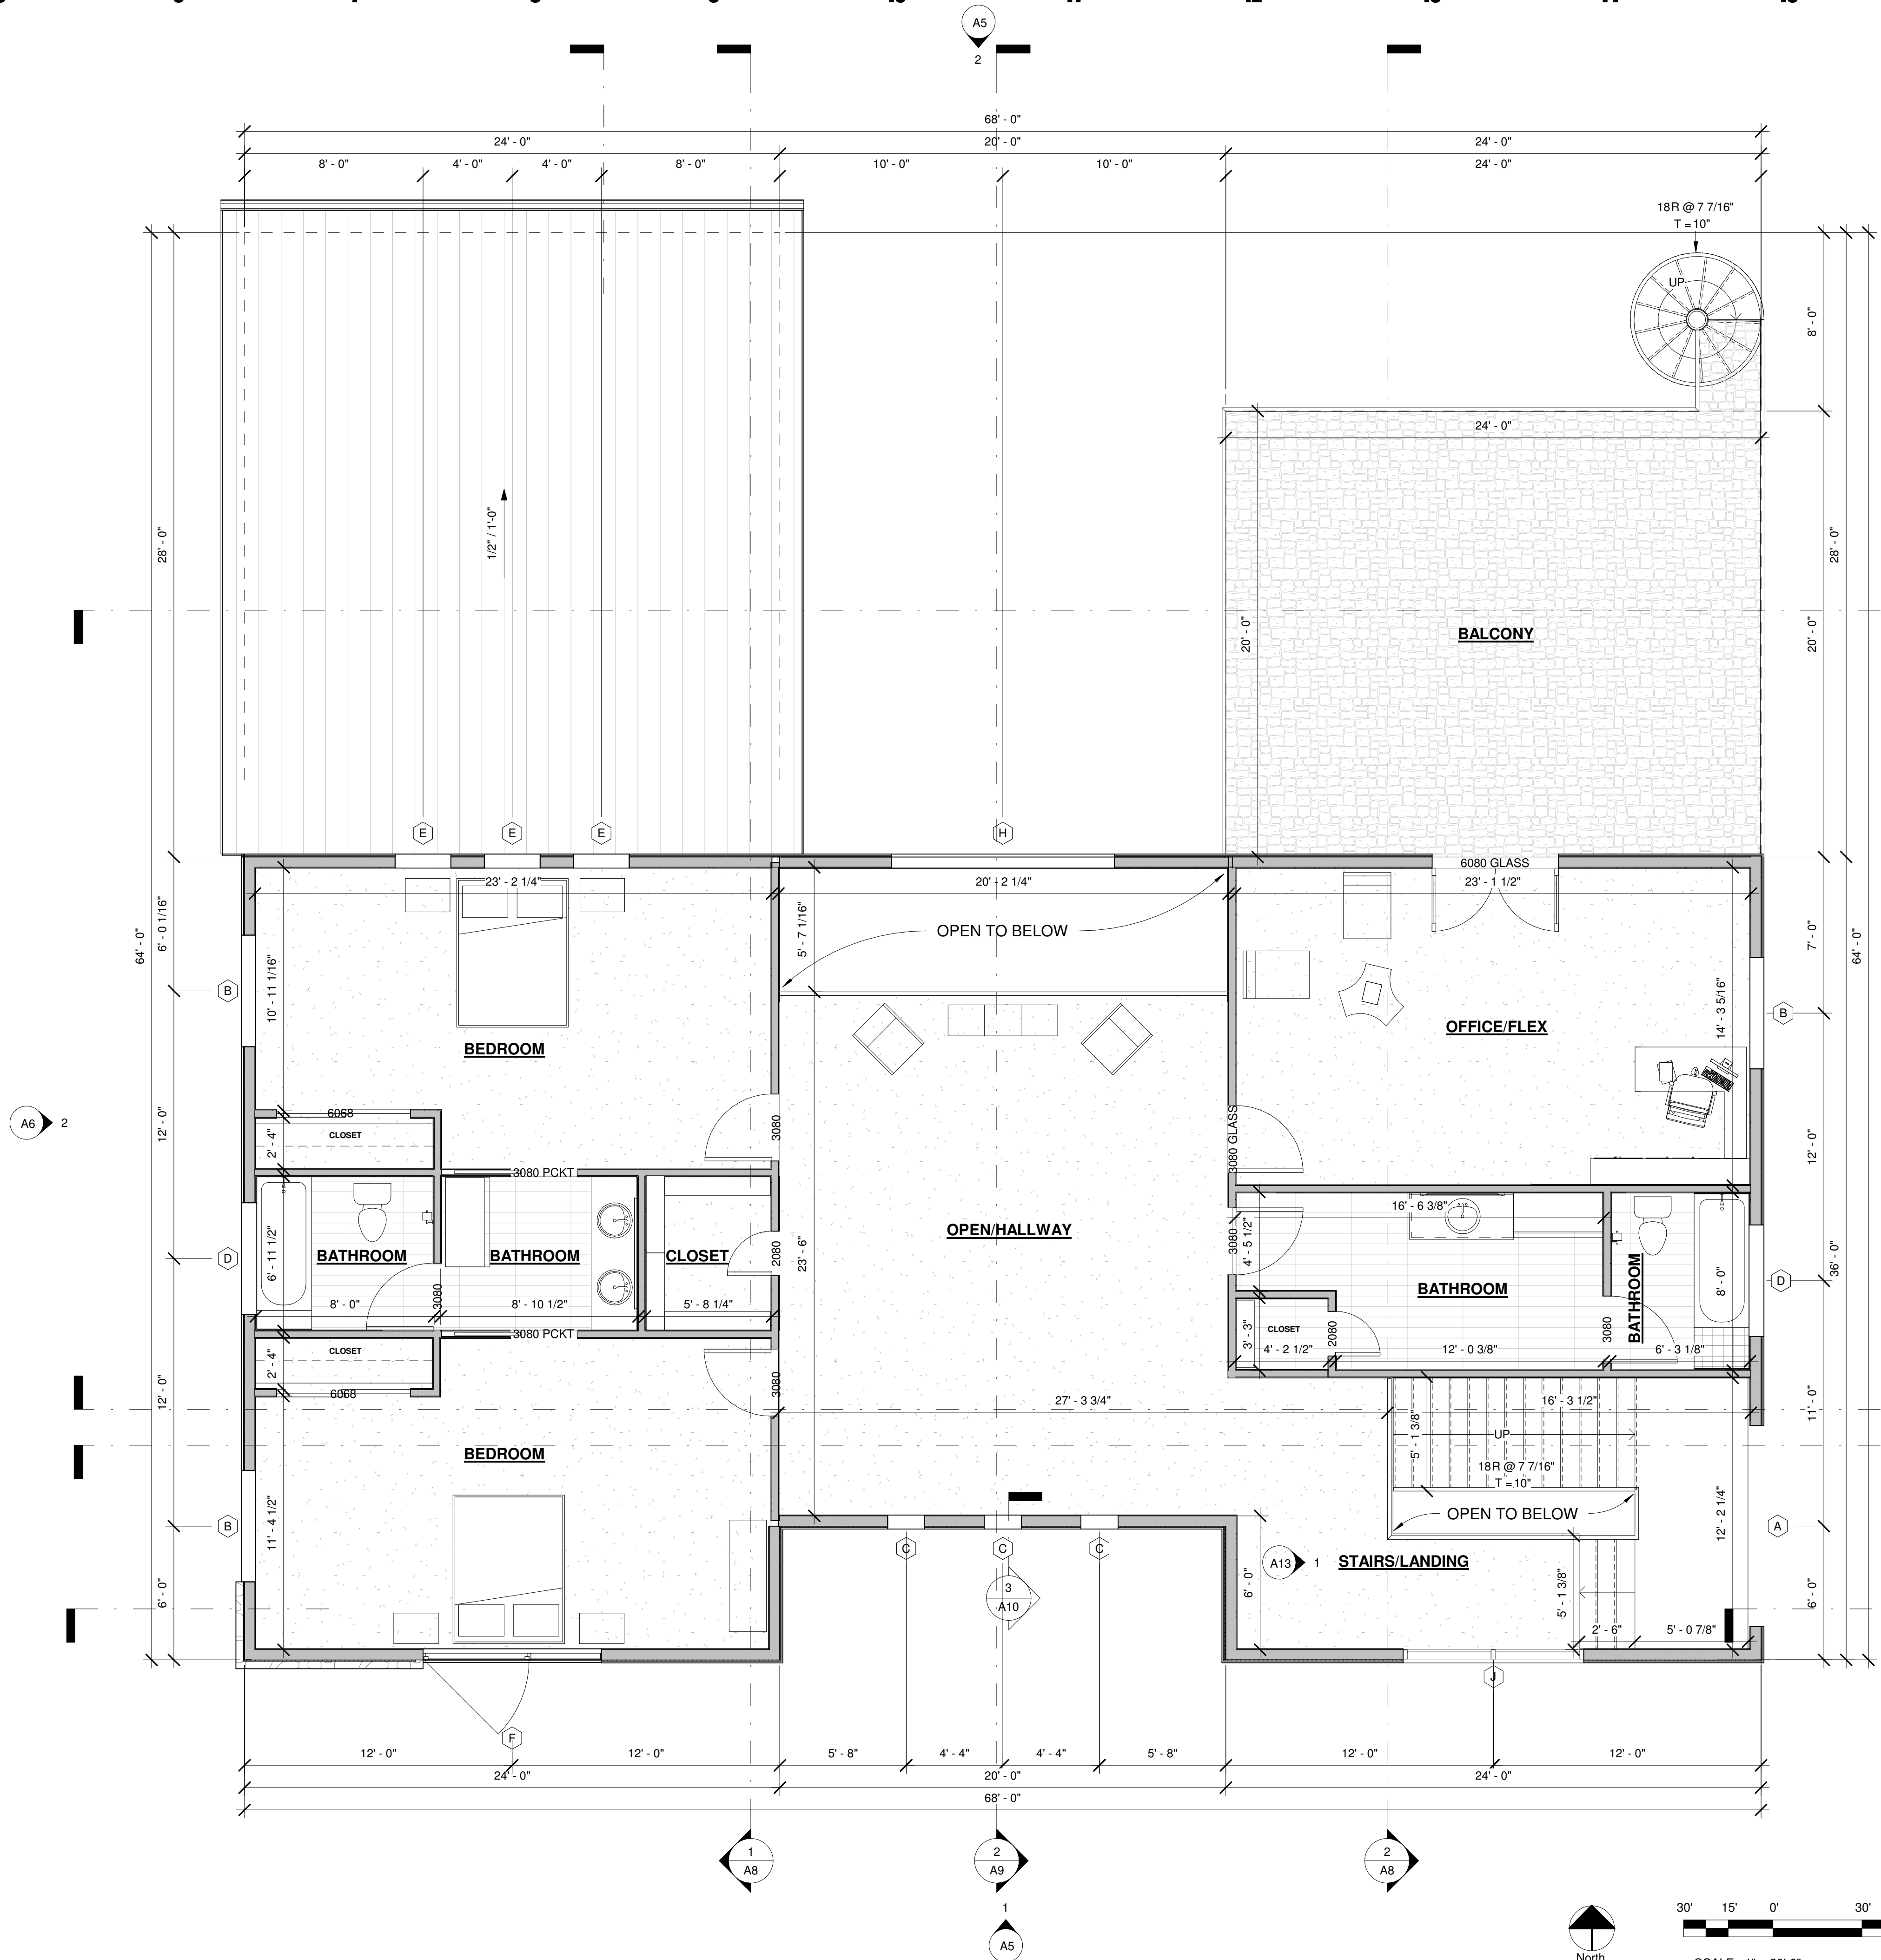 A5
2
68' - 0"
24' - 0"
20' - 0"
24' - 0"
8' - 0"
4' - 0"
4' - 0"
8' - 0"
10' - 0"
10' - 0"
24' - 0"
18R @ 7 7/16"
T = 10"
UP
8' - 0"
24' - 0"
28' - 0"
1/2" / 1'-0"
28' - 0"
20' - 0"
BALCONY
20' - 0"
E
E
E
H
6080 GLASS
23' - 2 1/4"
20' - 2 1/4"
23' - 1 1/2"
64' - 0"
6' - 0 1/16"
5' - 7 1/16"
OPEN TO BELOW
7' - 0"
64' - 0"
10' - 11 1/16"
B
B
14' - 3 5/16"
BEDROOM
OFFICE/FLEX
A6
2
12' - 0"
6068
CLOSET
2' - 4"
3080
3080 GLASS
12' - 0"
3080 PCKT
16' - 6 3/8"
OPEN/HALLWAY
D
6' - 11 1/2"
BATHROOM
BATHROOM
CLOSET
2080
23' - 6"
3080
4' - 5 1/2"
BATHROOM
BATHROOM
8' - 0"
D
36' - 0"
8' - 0"
3080
8' - 10 1/2"
5' - 8 1/4"
3080 PCKT
CLOSET
3' - 3"
4' - 2 1/2"
2080
12' - 0 3/8"
3080
6' - 3 1/8"
CLOSET
2' - 4"
6068
3080
12' - 0"
27' - 3 3/4"
16' - 3 1/2"
11' - 0"
5' - 1 3/8"
UP
BEDROOM
18R @ 7 7/16"
T = 10"
OPEN TO BELOW
B
11' - 4 1/2"
12' - 2 1/4"
A
C
C
C
A13
1
STAIRS/LANDING
3
A10
6' - 0"
6' - 0"
5' - 1 3/8"
6' - 0"
2' - 6"
5' - 0 7/8"
J
F
12' - 0"
12' - 0"
5' - 8"
4' - 4"
4' - 4"
5' - 8"
12' - 0"
12' - 0"
24' - 0"
20' - 0"
24' - 0"
68' - 0"
1
A8
2
A9
2
A8
1
A5
30'
15'
0'
30'
North